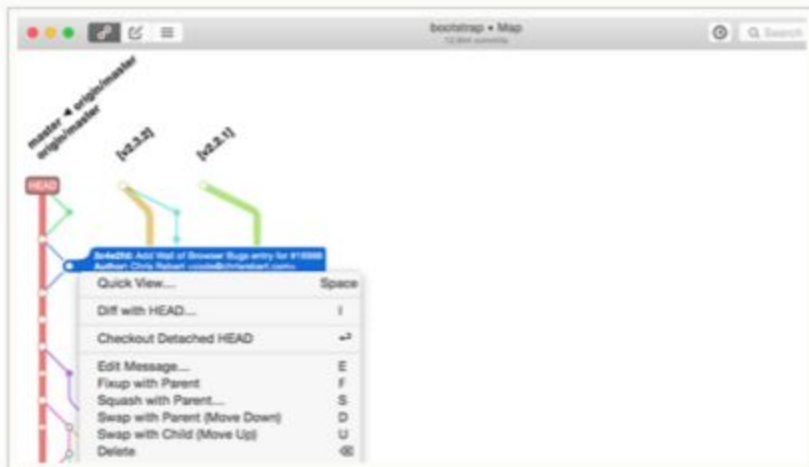 bootstrap • Map
Search
master ◀ origin/master
origin/master
[v2.3.2]
[v2.2.1]
HEAD
Add Wall of Browser Bugs entry for
Author: Chris Rebert
Quick View... Space
Diff with HEAD... I
Checkout Detached HEAD ↩
Edit Message... E
Fixup with Parent F
Squash with Parent... S
Swap with Parent (Move Down) D
Swap with Child (Move Up) U
Delete ⌫